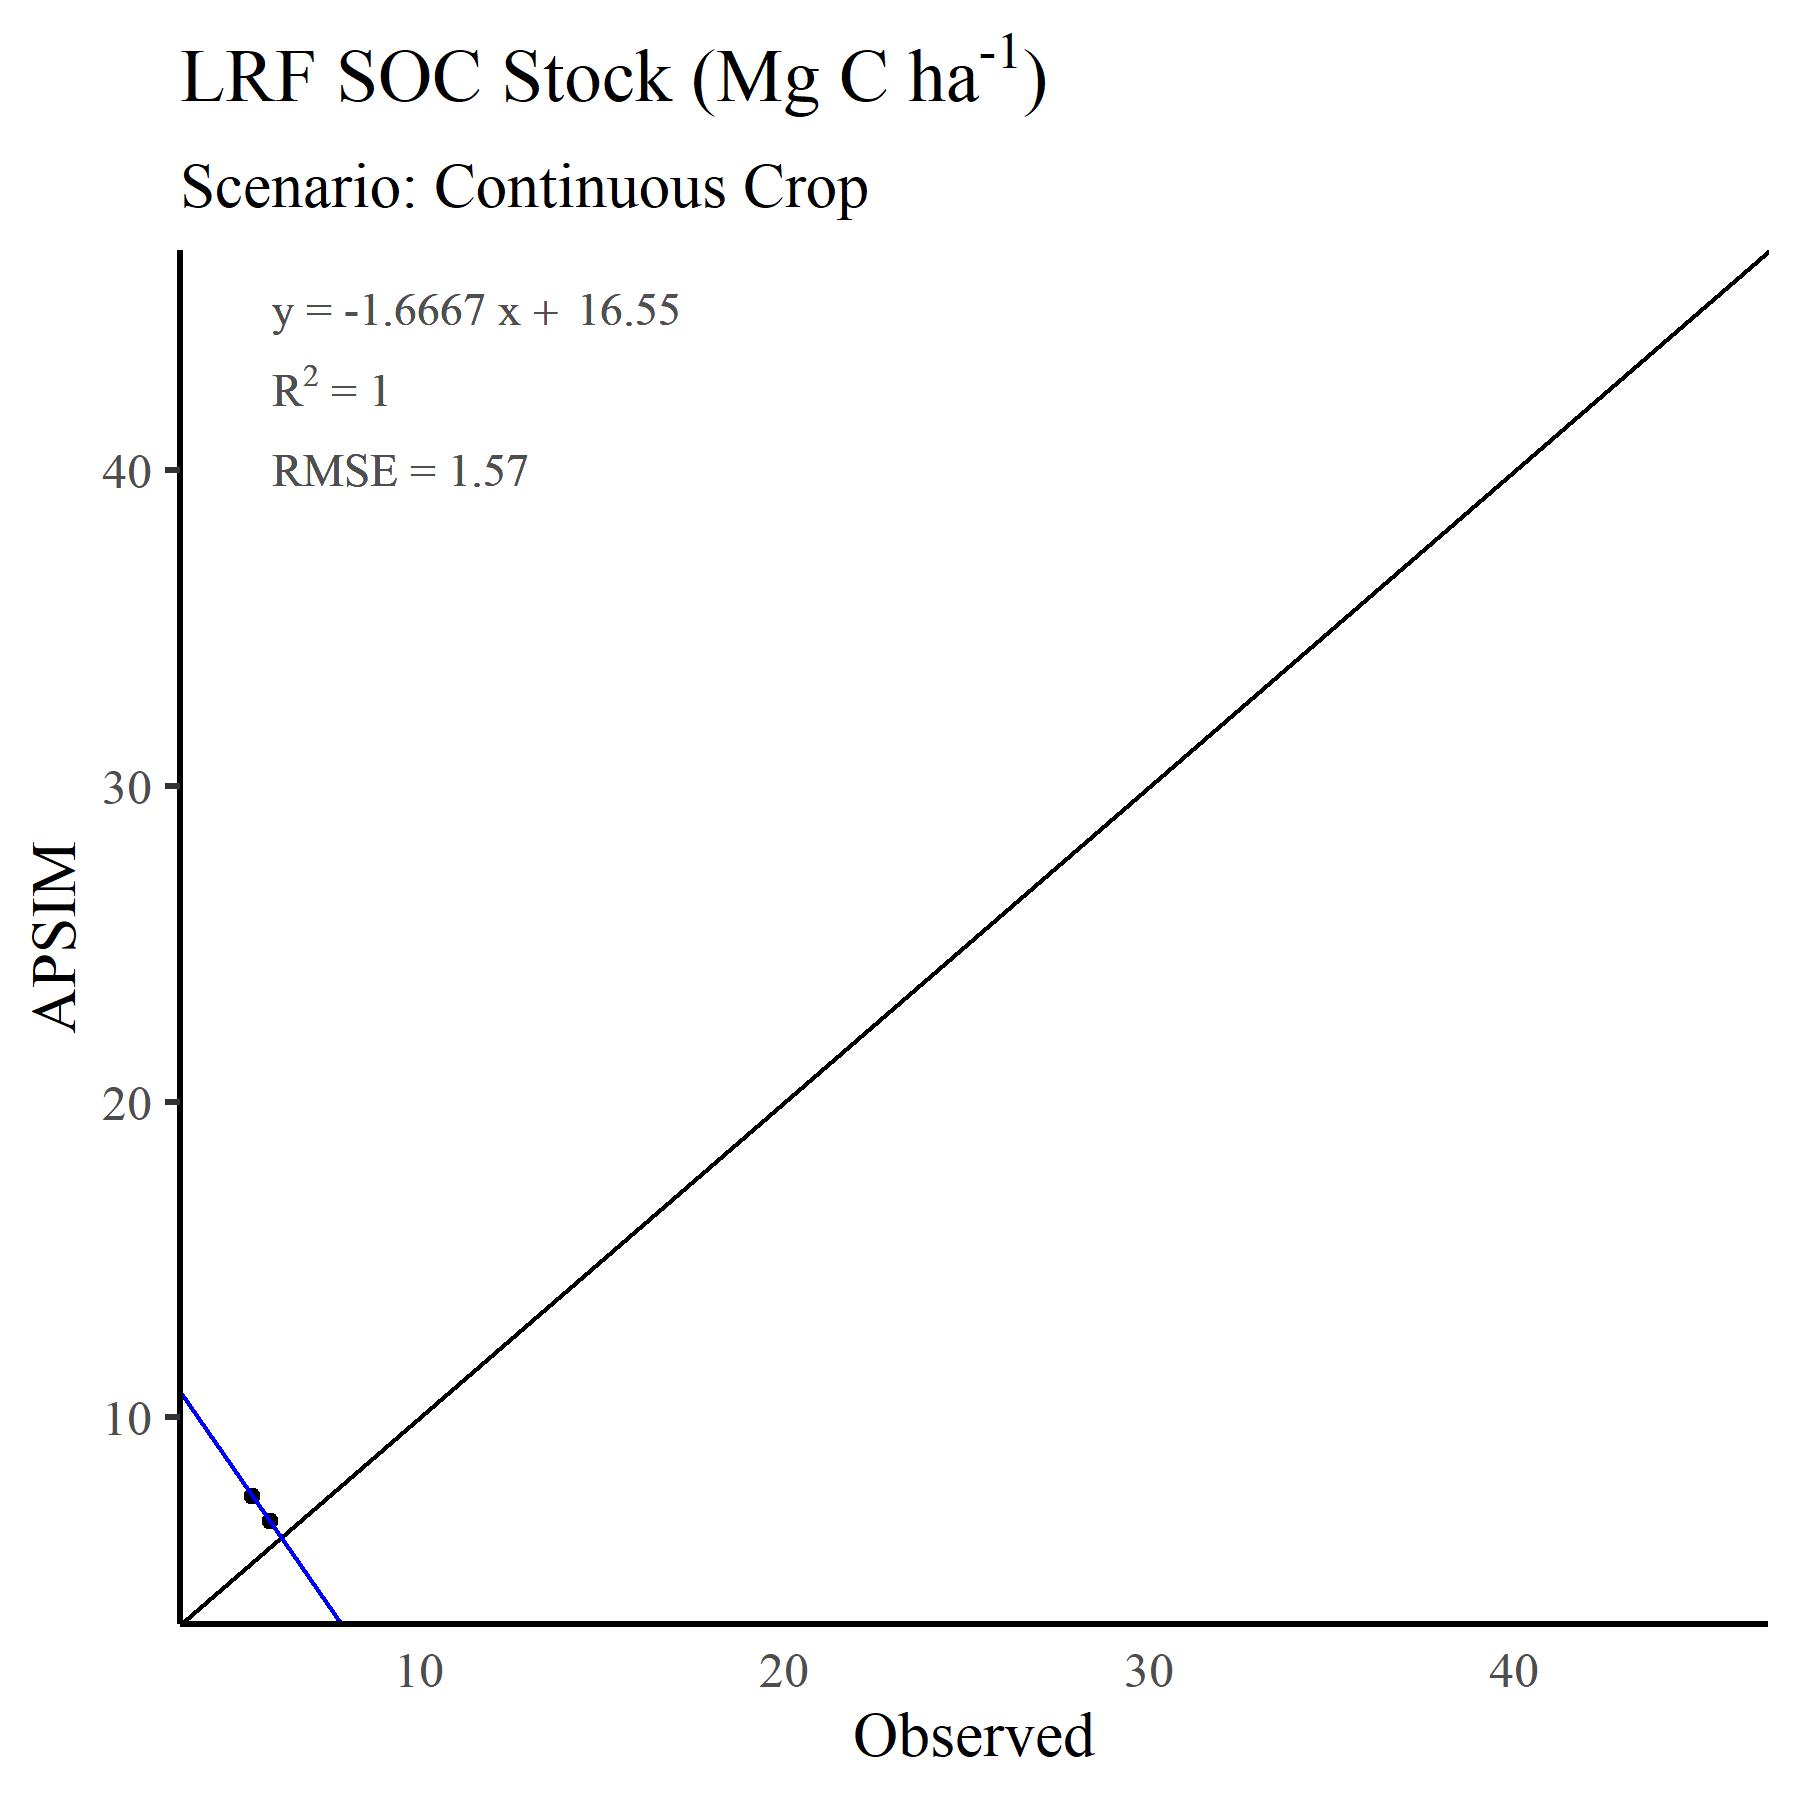 LRF SOC Stock (Mg C ha⁻¹)
Scenario: Continuous Crop
y = -1.6667 x + 16.55
R² = 1
RMSE = 1.57
40
30
20
10
APSIM
10 20 30 40
Observed